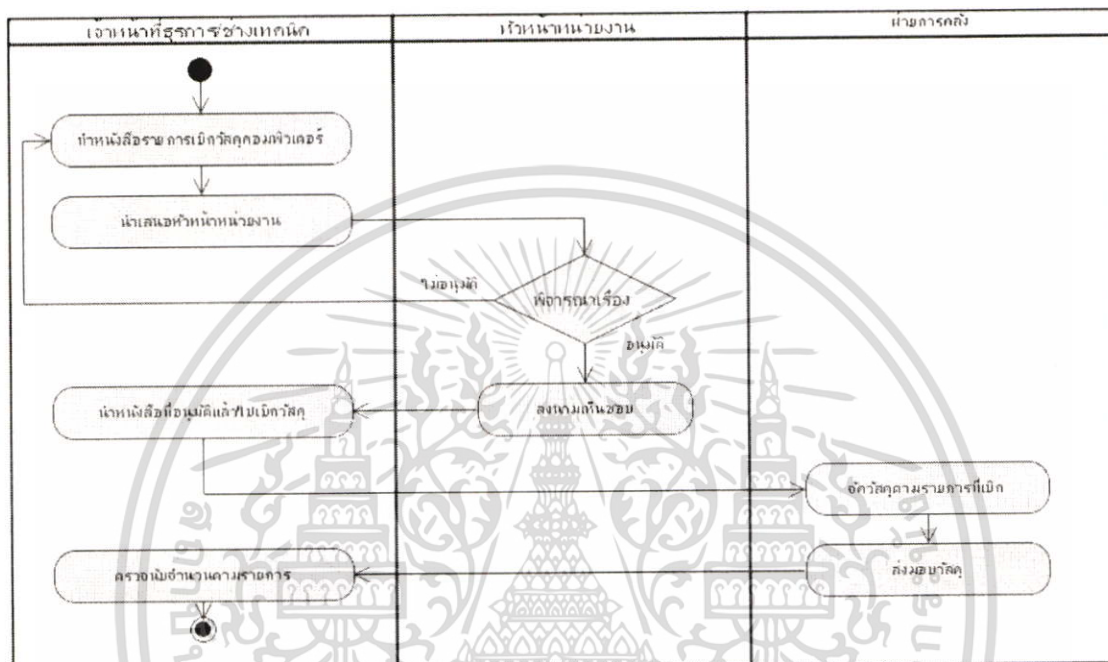 เจ้าหน้าที่ธุรการ/ช่างเทคนิค
หัวหน้าหน่วยงาน
ฝ่ายการคลัง
ทำหนังสือรายการเบิกวัสดุคอมพิวเตอร์
นำเสนอหัวหน้าหน่วยงาน
ไม่อนุมัติ
พิจารณาเรื่อง
อนุมัติ
นำหนังสือที่อนุมัติแล้วไปเบิกวัสดุ
ลงนามเห็นชอบ
จัดวัสดุตามรายการที่เบิก
ตรวจนับจำนวนตามรายการ
ส่งมอบวัสดุ